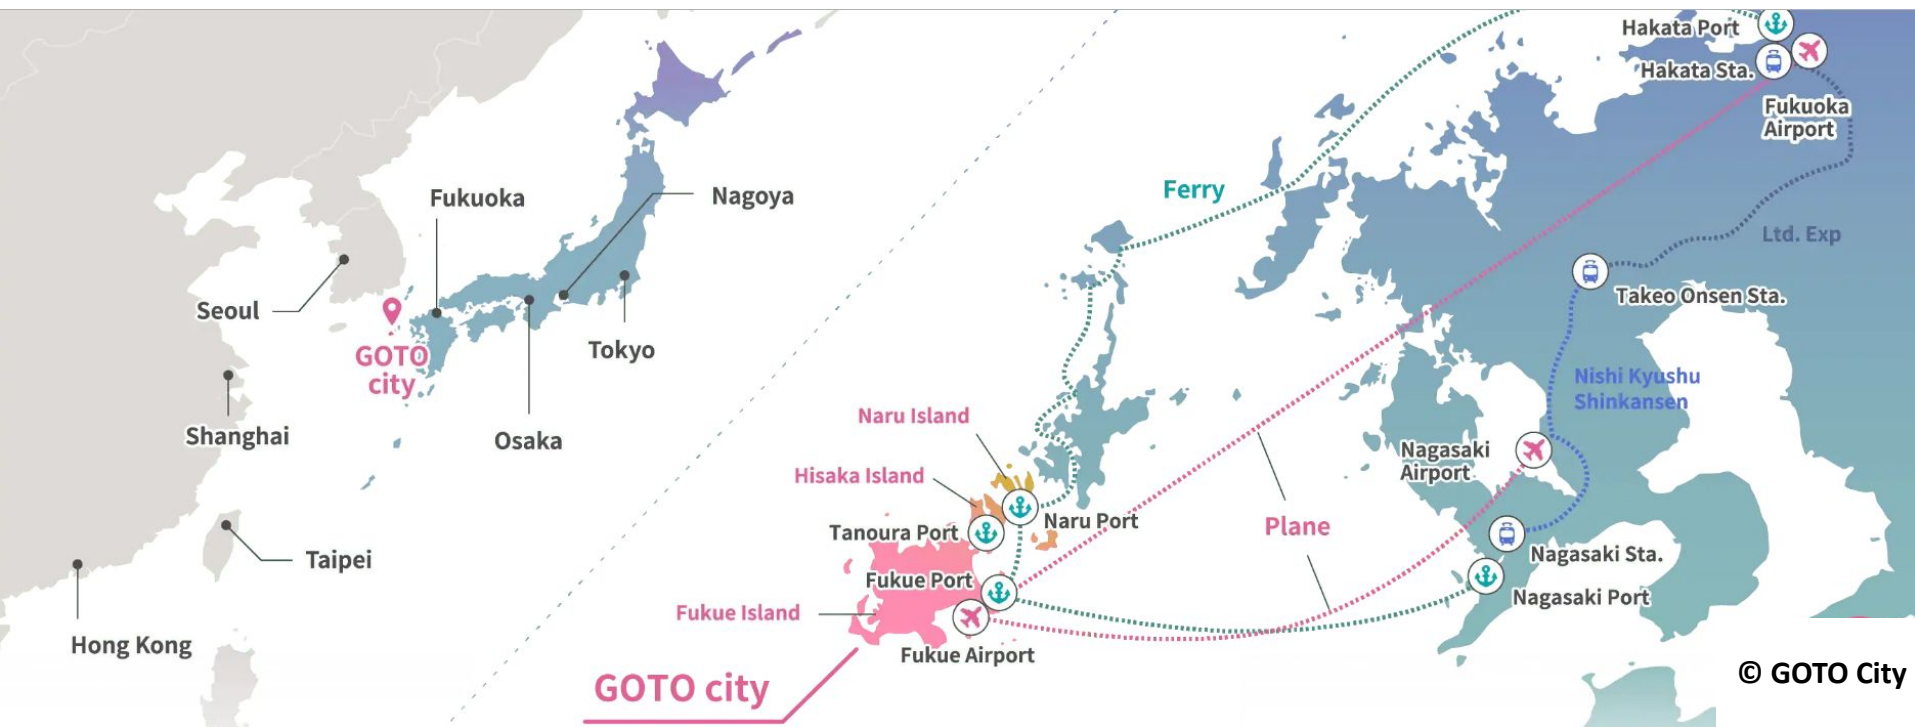 Fukuoka
Nagoya
Seoul
GOTO
city
Tokyo
Shanghai
Osaka
Taipei
Hong Kong
Hakata Port
Hakata Sta.
Fukuoka
Airport
Ferry
Ltd. Exp
Takeo Onsen Sta.
Nishi Kyushu
Shinkansen
Naru Island
Hisaka Island
Nagasaki
Airport
Tanoura Port
Naru Port
Plane
Nagasaki Sta.
Fukue Port
Nagasaki Port
Fukue Island
Fukue Airport
GOTO city
© GOTO City